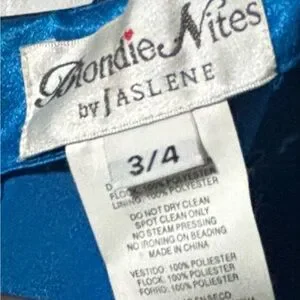 Blondie Nites
by JASLENE
3/4
FLOCK: 100% POLYESTER
LINING: 100% POLYESTER
DO NOT DRY CLEAN
SPOT CLEAN ONLY
NO STEAM PRESSING
NO IRONING ON BEADING
MADE IN CHINA
VESTIDO: 100% POLIESTER
FLOCK: 100% POLIESTER
FORRO: 100% POLIESTER